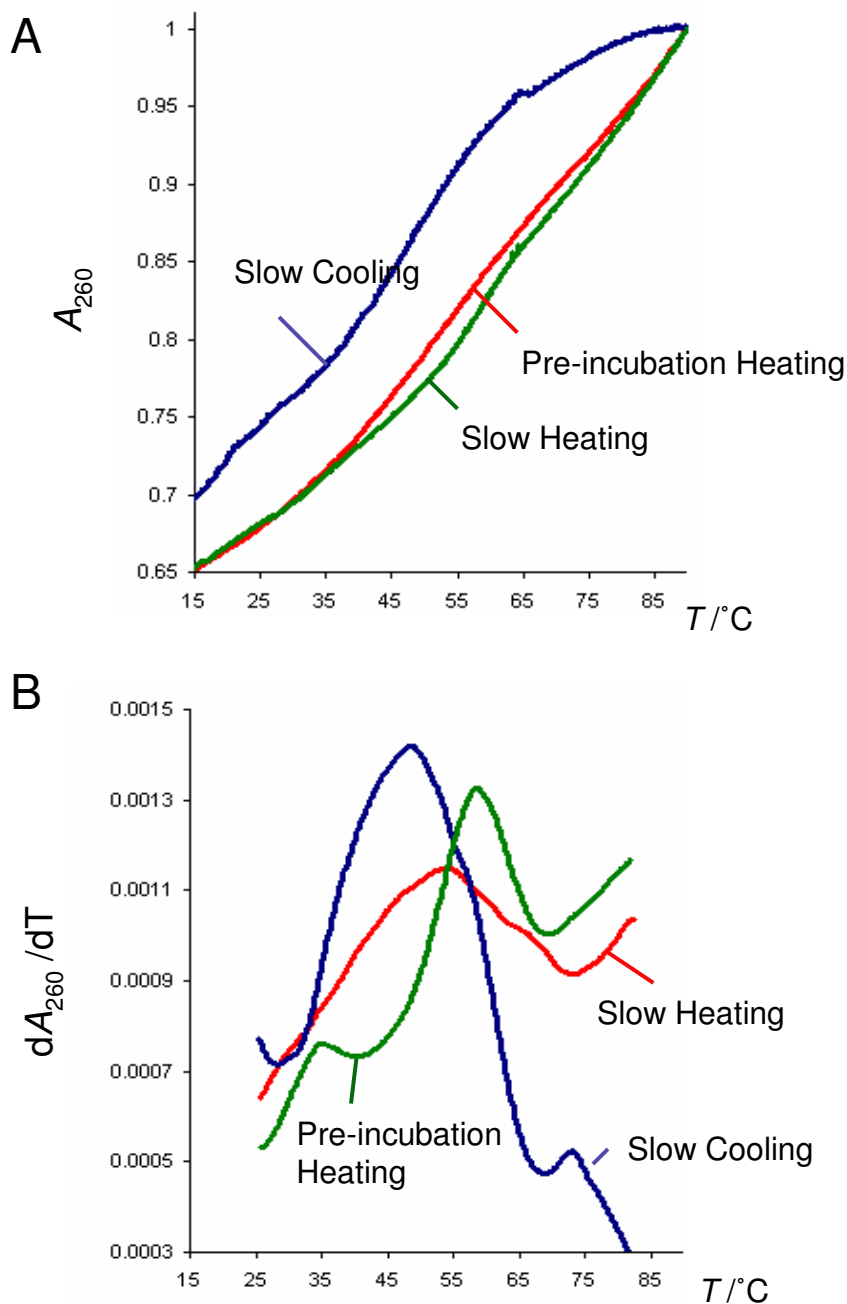 A
1
0.95
0.9
0.85
0.8
0.75
0.7
0.65
A260
Slow Cooling
Pre-incubation Heating
Slow Heating
15 25 35 45 55 65 75 85
T /˚C
B
0.0015
0.0013
0.0011
0.0009
0.0007
0.0005
0.0003
dA260 /dT
Slow Heating
Pre-incubation
Heating
Slow Cooling
15 25 35 45 55 65 75 85
T /˚C